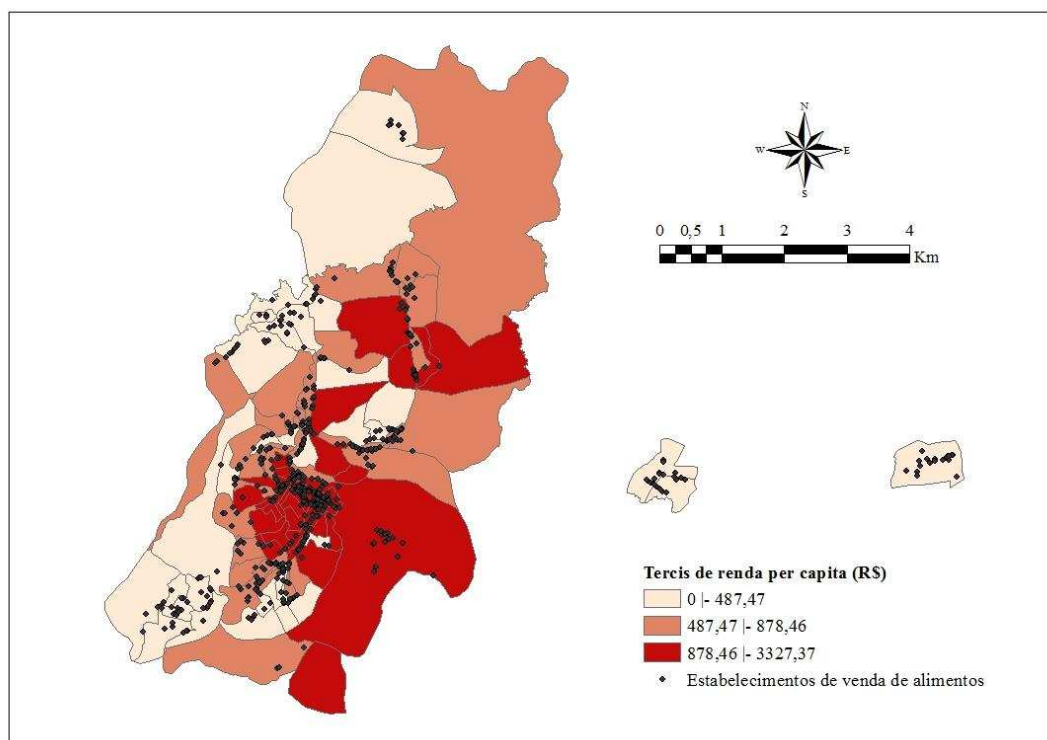 N
W E
S
0 0,5 1 2 3 4
Km
Tercis de renda per capita (R$)
0 |- 487,47
487,47 |- 878,46
878,46 |- 3327,37
Estabelecimentos de venda de alimentos